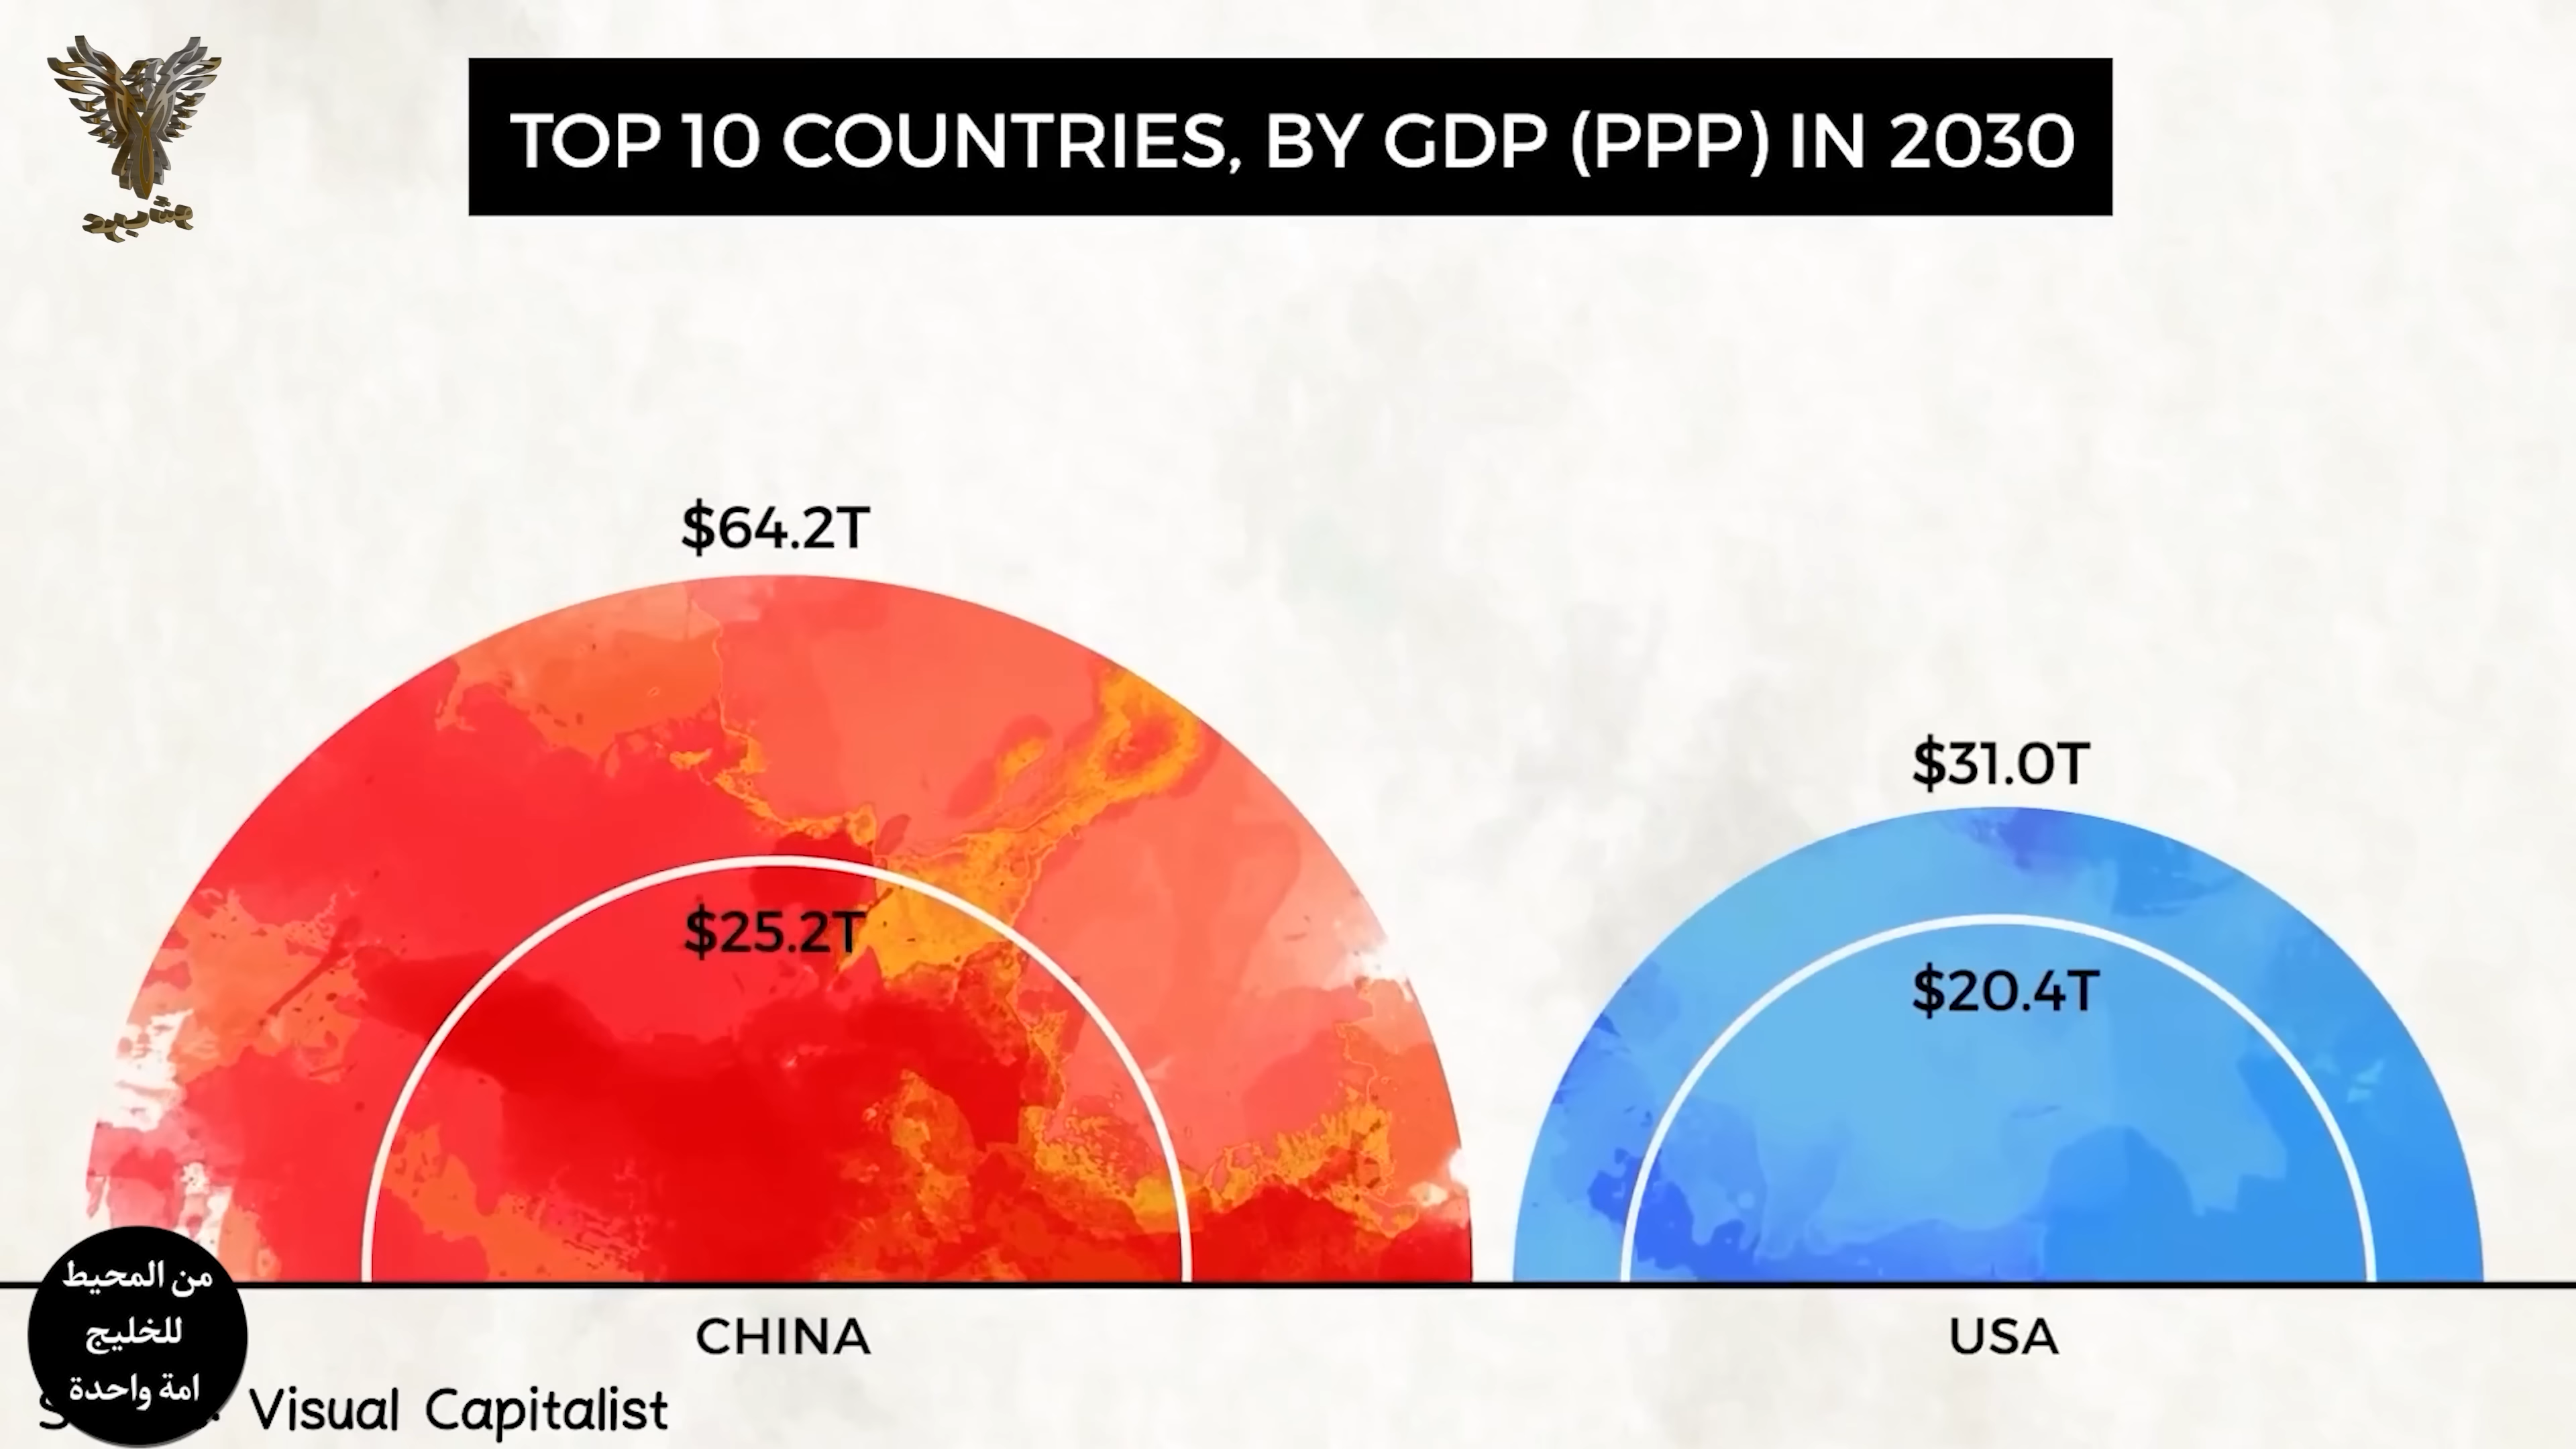 TOP 10 COUNTRIES, BY GDP (PPP) IN 2030
$64.2T
$31.0T
$25.2T
$20.4T
CHINA
USA
من المحيط
للخليج
امة واحدة
Visual Capitalist